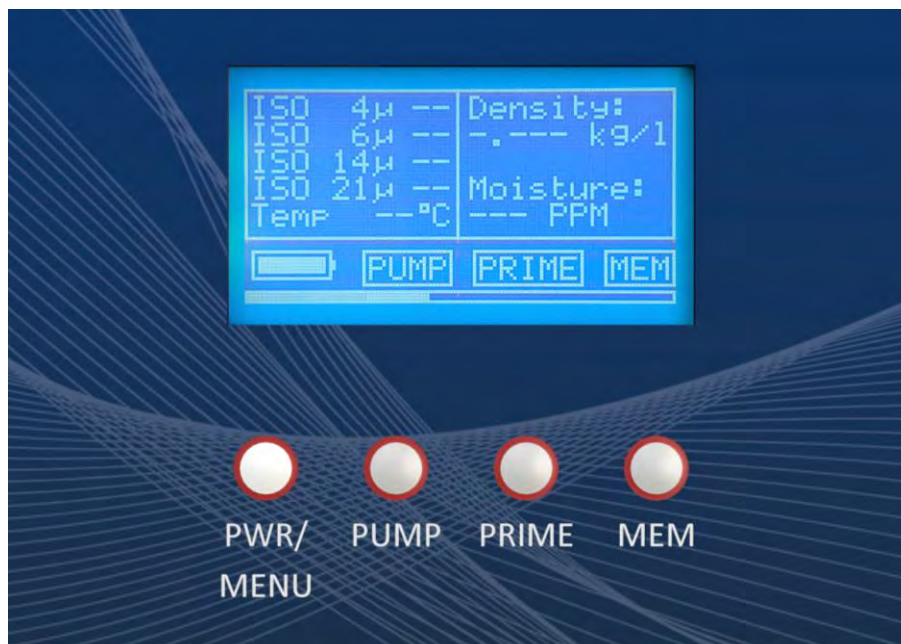 ISO 4µ --
ISO 6µ --
ISO 14µ --
ISO 21µ --
Temp --°C
Density:
-.--- kg/l
Moisture:
--- PPM
PUMP PRIME MEM
PWR/ MENU
PUMP
PRIME
MEM